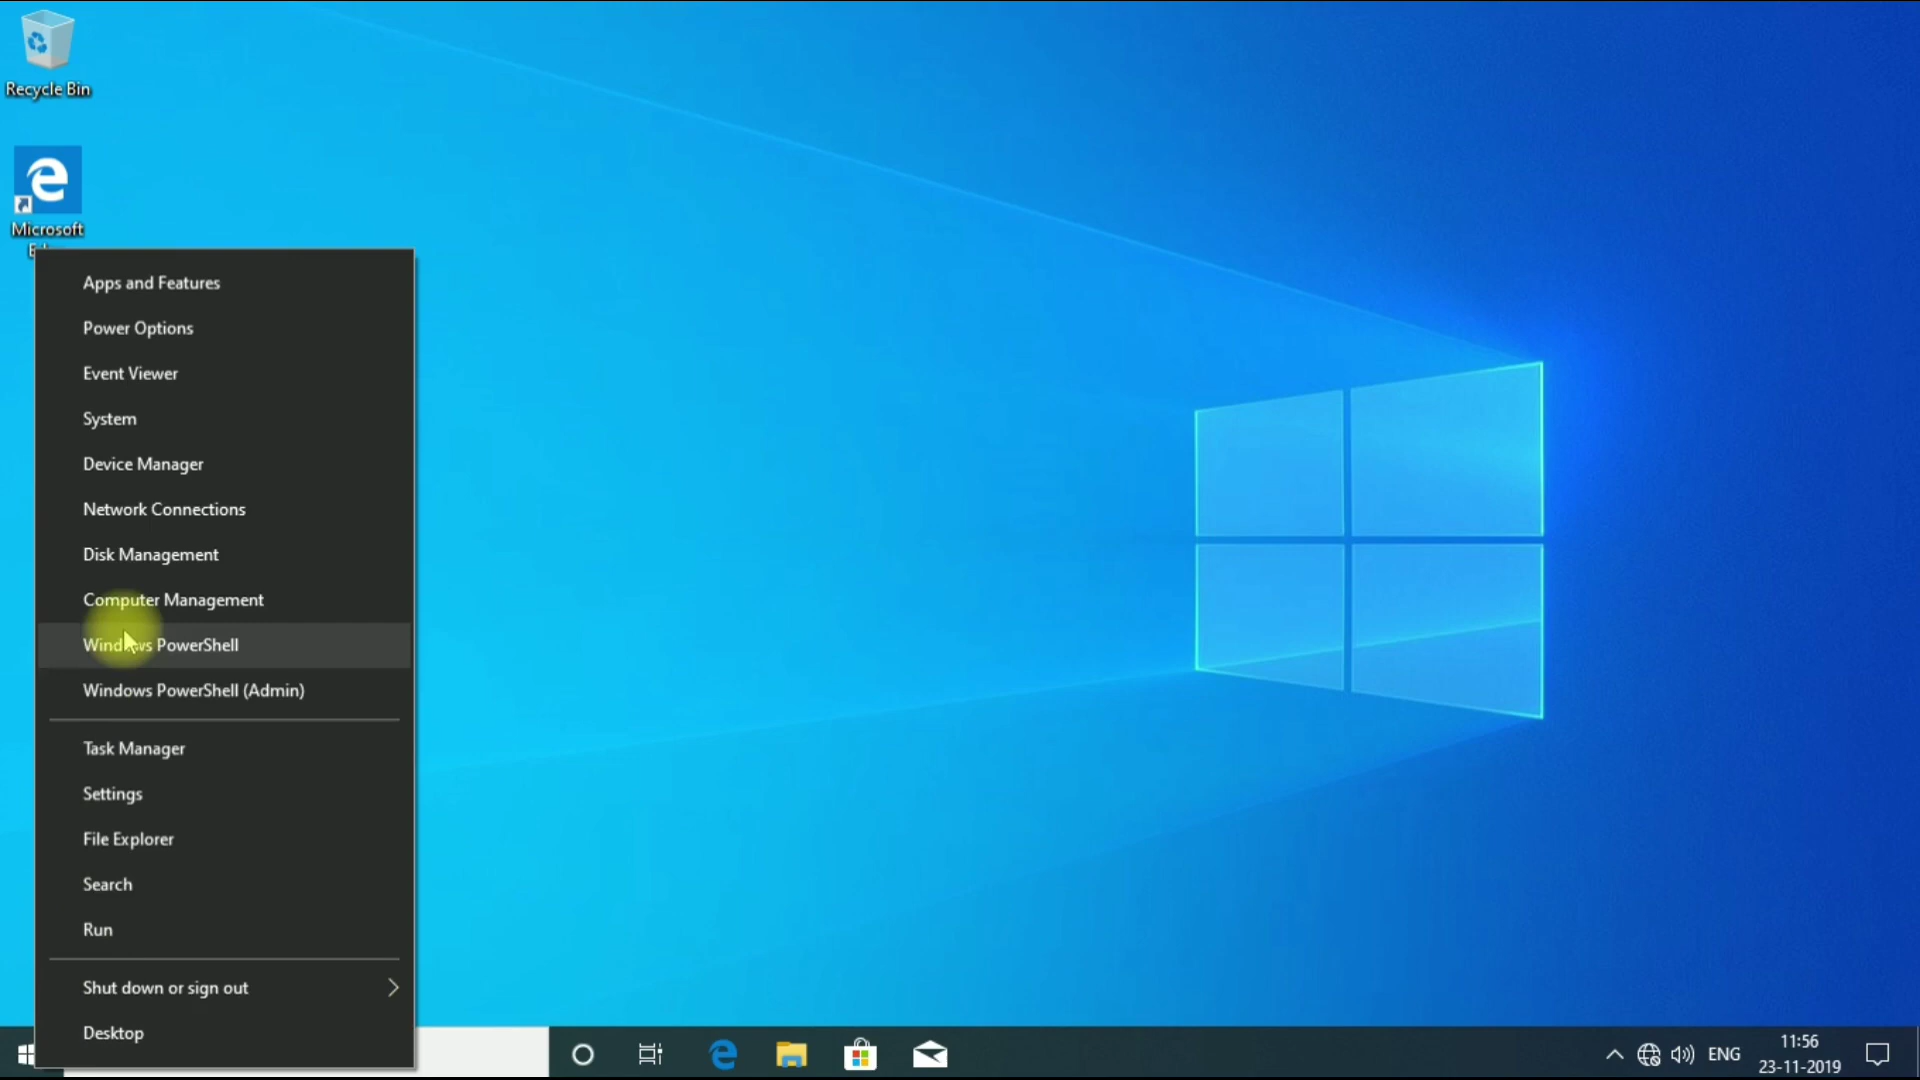 Recycle Bin
Microsoft
Apps and Features
Power Options
Event Viewer
System
Device Manager
Network Connections
Disk Management
Computer Management
Windows PowerShell
Windows PowerShell (Admin)
Task Manager
Settings
File Explorer
Search
Run
Shut down or sign out
Desktop
ENG
11:56
23-11-2019